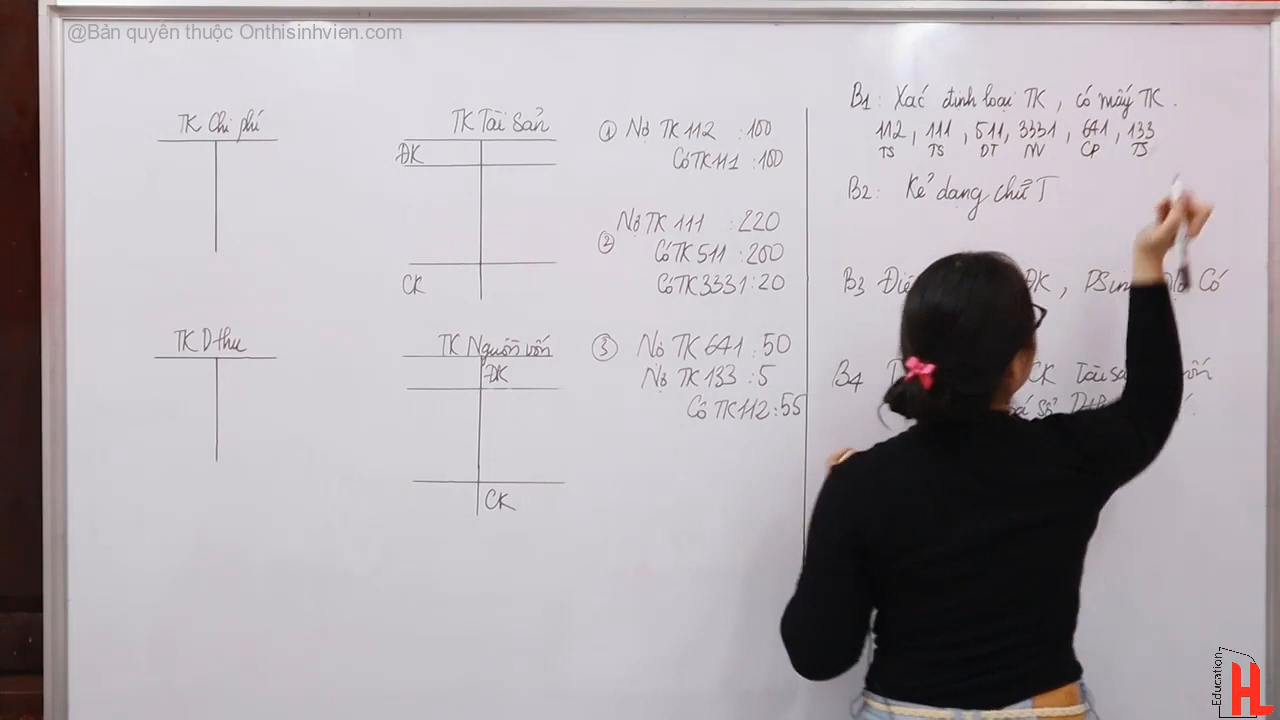 @Bản quyền thuộc Onthisinhvien.com
TK Chi phí
TK Tài sản
ĐK
CK
TK Dthu
TK Nguồn vốn
ĐK
CK
① Nợ TK 112 : 100
Có TK 111 : 100
② Nợ TK 111 : 220
Có TK 511 : 200
Có TK 3331 : 20
③ Nợ TK 641 : 50
Nợ TK 133 : 5
Có TK 112 : 55
B1 : Xác định loại TK , có mấy TK .
112 , 111 , 511 , 3331 , 641 , 133
TS TS DT NV CP TS
B2 : Kẻ dạng chữ T
B3 ĐK , Có
B4 CK Tài
số
Education
HL